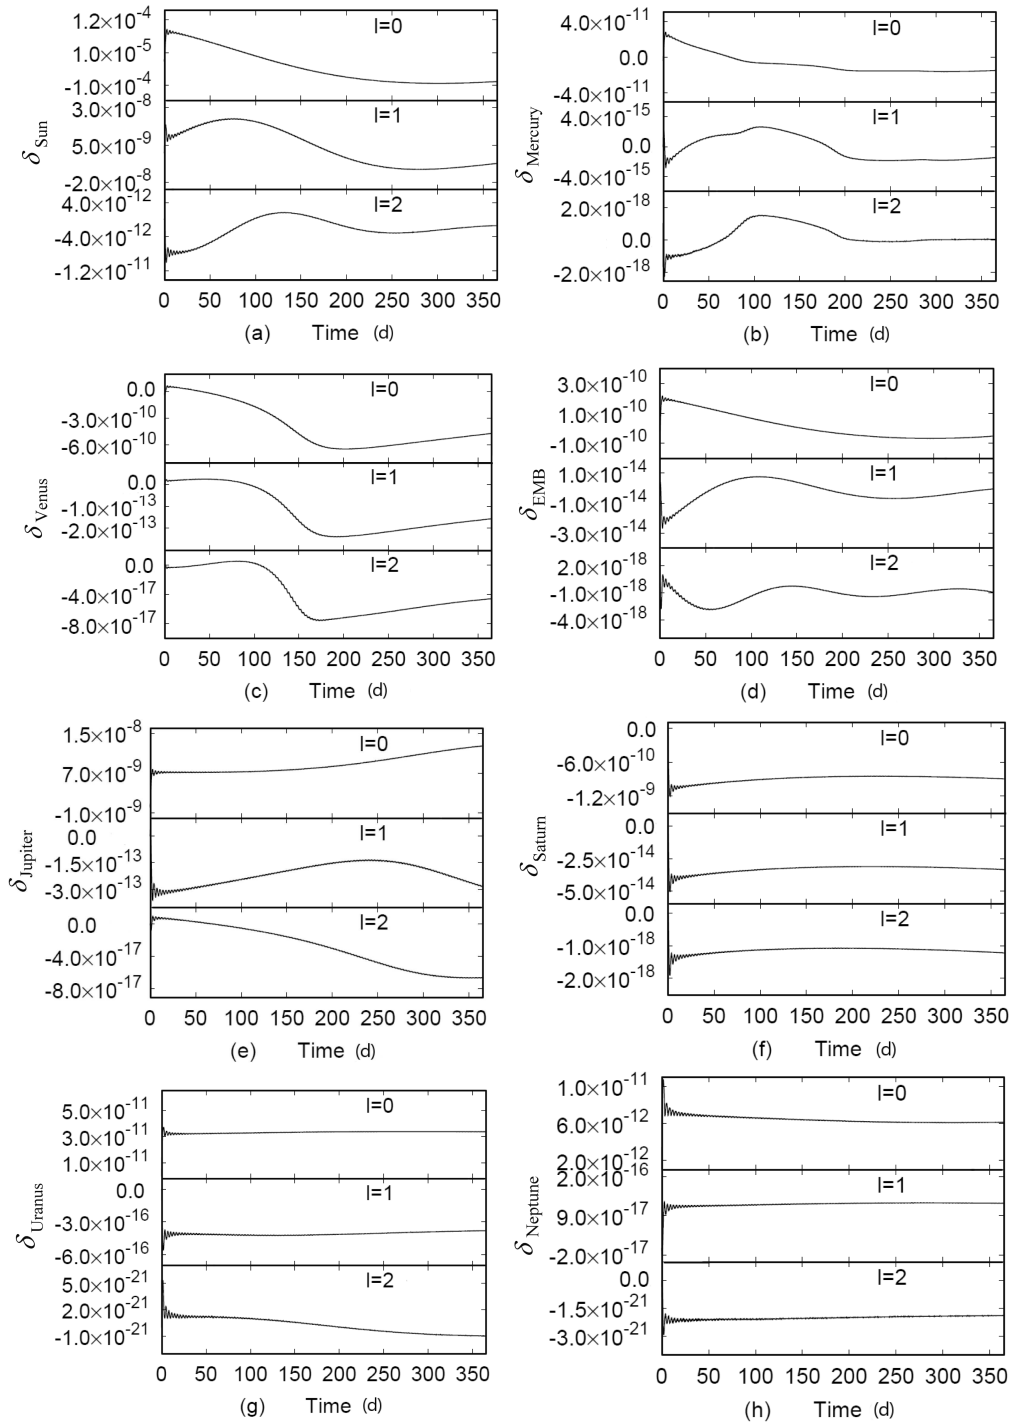 1.2×10^-4
1.0×10^-5
-1.0×10^-4
l=0
3.0×10^-8
5.0×10^-9
-2.0×10^-8
l=1
4.0×10^-12
-4.0×10^-12
-1.2×10^-11
l=2
δ Sun
0 50 100 150 200 250 300 350
(a) Time (d)
4.0×10^-11
0.0
-4.0×10^-11
l=0
4.0×10^-15
0.0
-4.0×10^-15
l=1
2.0×10^-18
0.0
-2.0×10^-18
l=2
δ Mercury
0 50 100 150 200 250 300 350
(b) Time (d)
0.0
-3.0×10^-10
-6.0×10^-10
l=0
0.0
-1.0×10^-13
-2.0×10^-13
l=1
0.0
-4.0×10^-17
-8.0×10^-17
l=2
δ Venus
0 50 100 150 200 250 300 350
(c) Time (d)
3.0×10^-10
1.0×10^-10
-1.0×10^-10
l=0
1.0×10^-14
-1.0×10^-14
-3.0×10^-14
l=1
2.0×10^-18
-1.0×10^-18
-4.0×10^-18
l=2
δ EMB
0 50 100 150 200 250 300 350
(d) Time (d)
1.5×10^-8
7.0×10^-9
-1.0×10^-9
l=0
0.0
-1.5×10^-13
-3.0×10^-13
l=1
0.0
-4.0×10^-17
-8.0×10^-17
l=2
δ Jupiter
0 50 100 150 200 250 300 350
(e) Time (d)
0.0
-6.0×10^-10
-1.2×10^-9
l=0
0.0
-2.5×10^-14
-5.0×10^-14
l=1
0.0
-1.0×10^-18
-2.0×10^-18
l=2
δ Saturn
0 50 100 150 200 250 300 350
(f) Time (d)
5.0×10^-11
3.0×10^-11
1.0×10^-11
l=0
0.0
-3.0×10^-16
-6.0×10^-16
l=1
5.0×10^-21
2.0×10^-21
-1.0×10^-21
l=2
δ Uranus
0 50 100 150 200 250 300 350
(g) Time (d)
1.0×10^-11
6.0×10^-12
2.0×10^-12
l=0
2.0×10^-16
9.0×10^-17
-2.0×10^-17
l=1
0.0
-1.5×10^-21
-3.0×10^-21
l=2
δ Neptune
0 50 100 150 200 250 300 350
(h) Time (d)